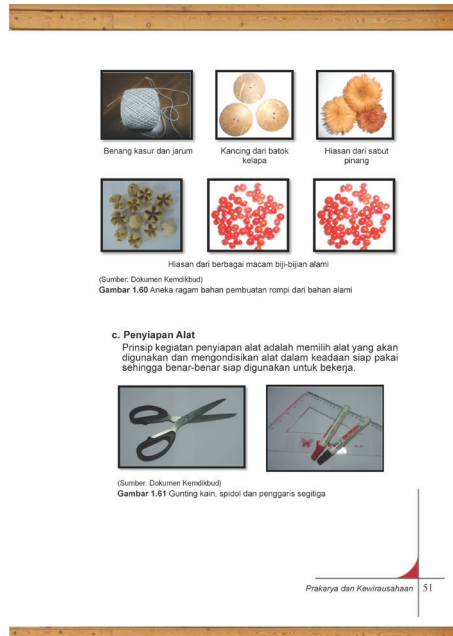 Benang kasur dan jarum
Kancing dari batok
kelapa
Hiasan dari sabut
pinang
Hiasan dari berbagai macam biji-bijian alami
(Sumber: Dokumen Kemdikbud)
Gambar 1.60 Aneka ragam bahan pembuatan rompi dari bahan alami
c. Penyiapan Alat
Prinsip kegiatan penyiapan alat adalah memilih alat yang akan
digunakan dan mengondisikan alat dalam keadaan siap pakai
sehingga benar-benar siap digunakan untuk bekerja.
(Sumber: Dokumen Kemdikbud)
Gambar 1.61 Gunting kain, spidol dan penggaris segitiga
Prakarya dan Kewirausahaan 51